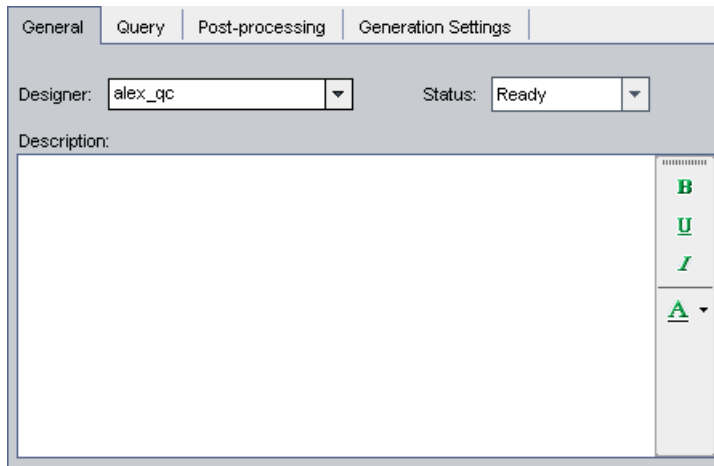 General Query Post-processing Generation Settings
Designer: alex_qc Status: Ready
Description:
B
U
I
A